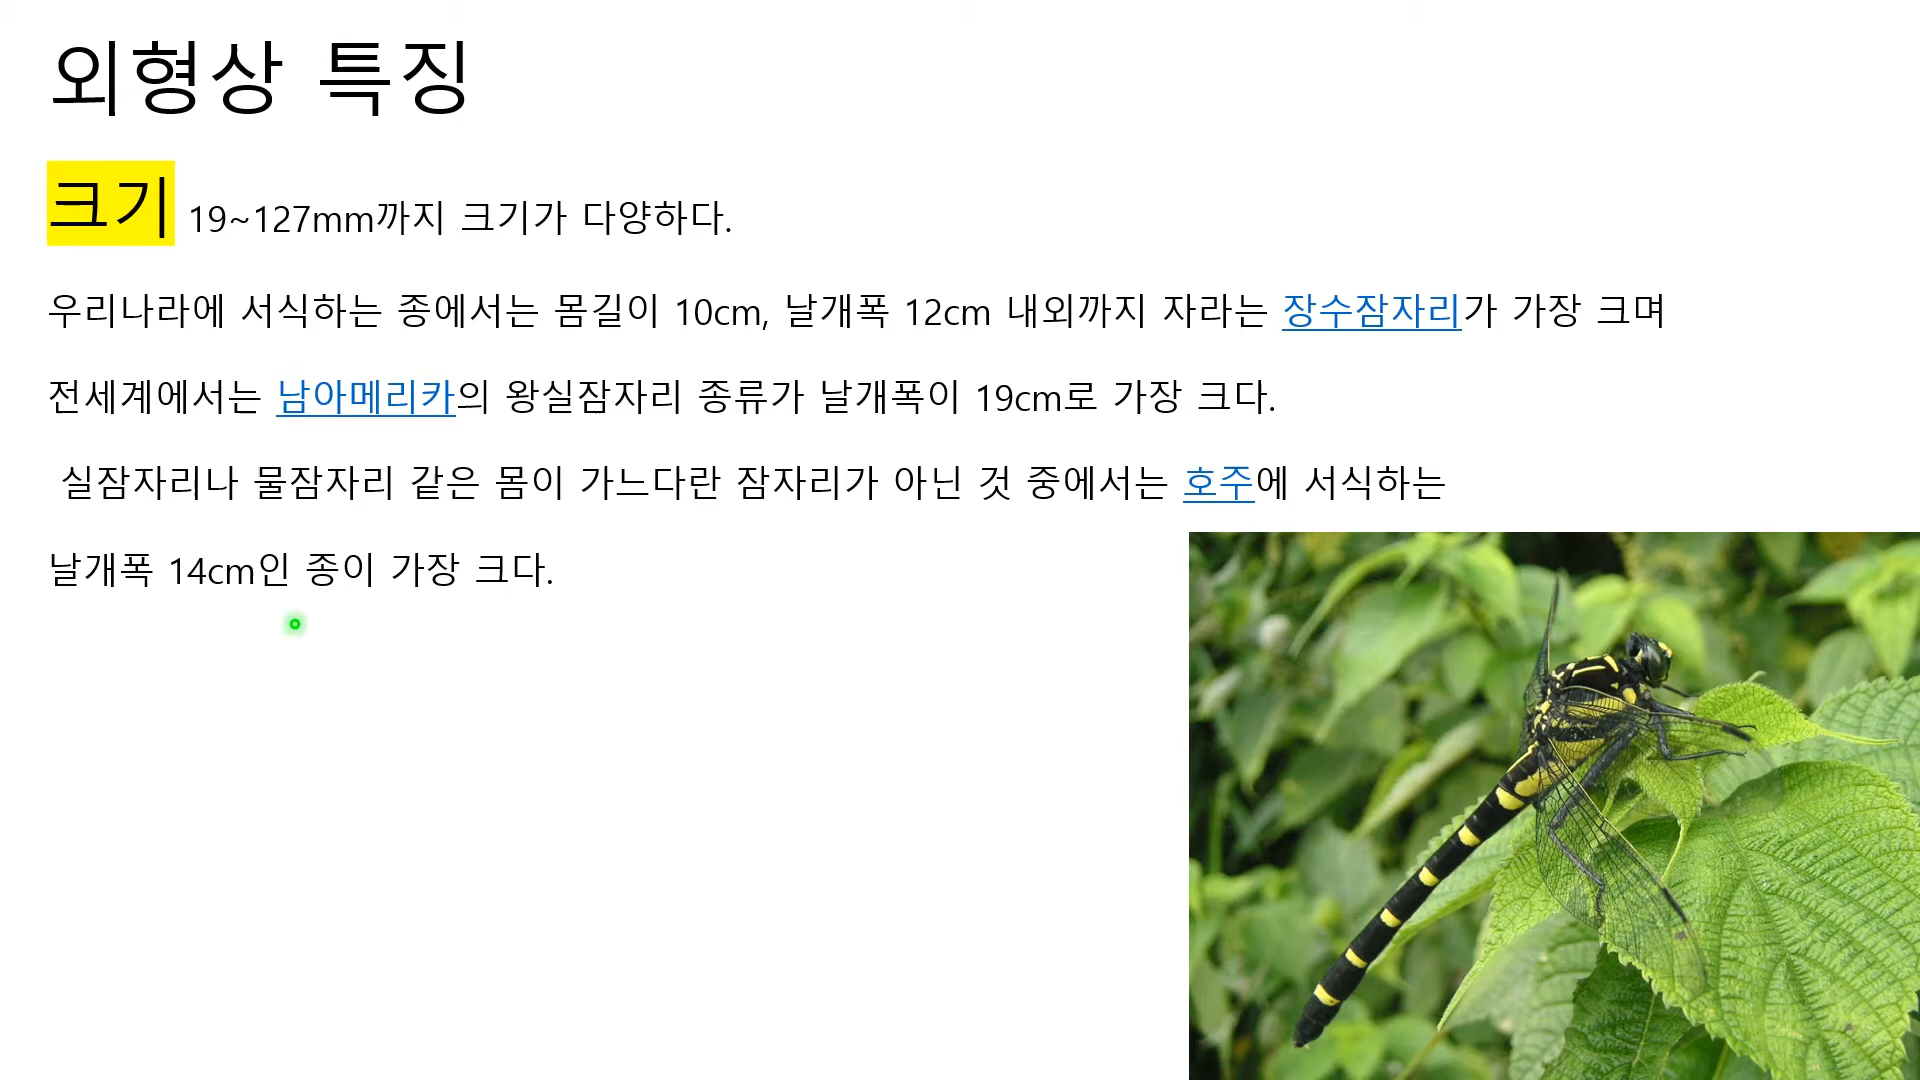 외형상 특징
크기 19~127mm까지 크기가 다양하다.
우리나라에 서식하는 종에서는 몸길이 10cm, 날개폭 12cm 내외까지 자라는 장수잠자리가 가장 크며
전세계에서는 남아메리카의 왕실잠자리 종류가 날개폭이 19cm로 가장 크다.
실잠자리나 물잠자리 같은 몸이 가느다란 잠자리가 아닌 것 중에서는 호주에 서식하는
날개폭 14cm인 종이 가장 크다.